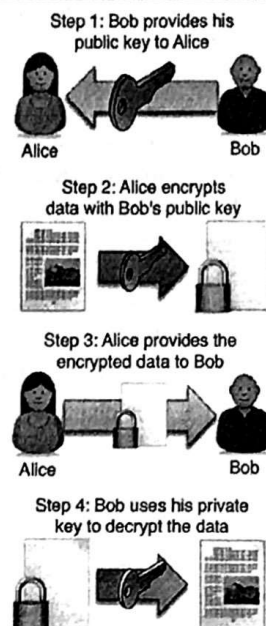 Step 1: Bob provides his
public key to Alice
Alice
Bob
Step 2: Alice encrypts
data with Bob's public key
Step 3: Alice provides the
encrypted data to Bob
Alice
Bob
Step 4: Bob uses his private
key to decrypt the data